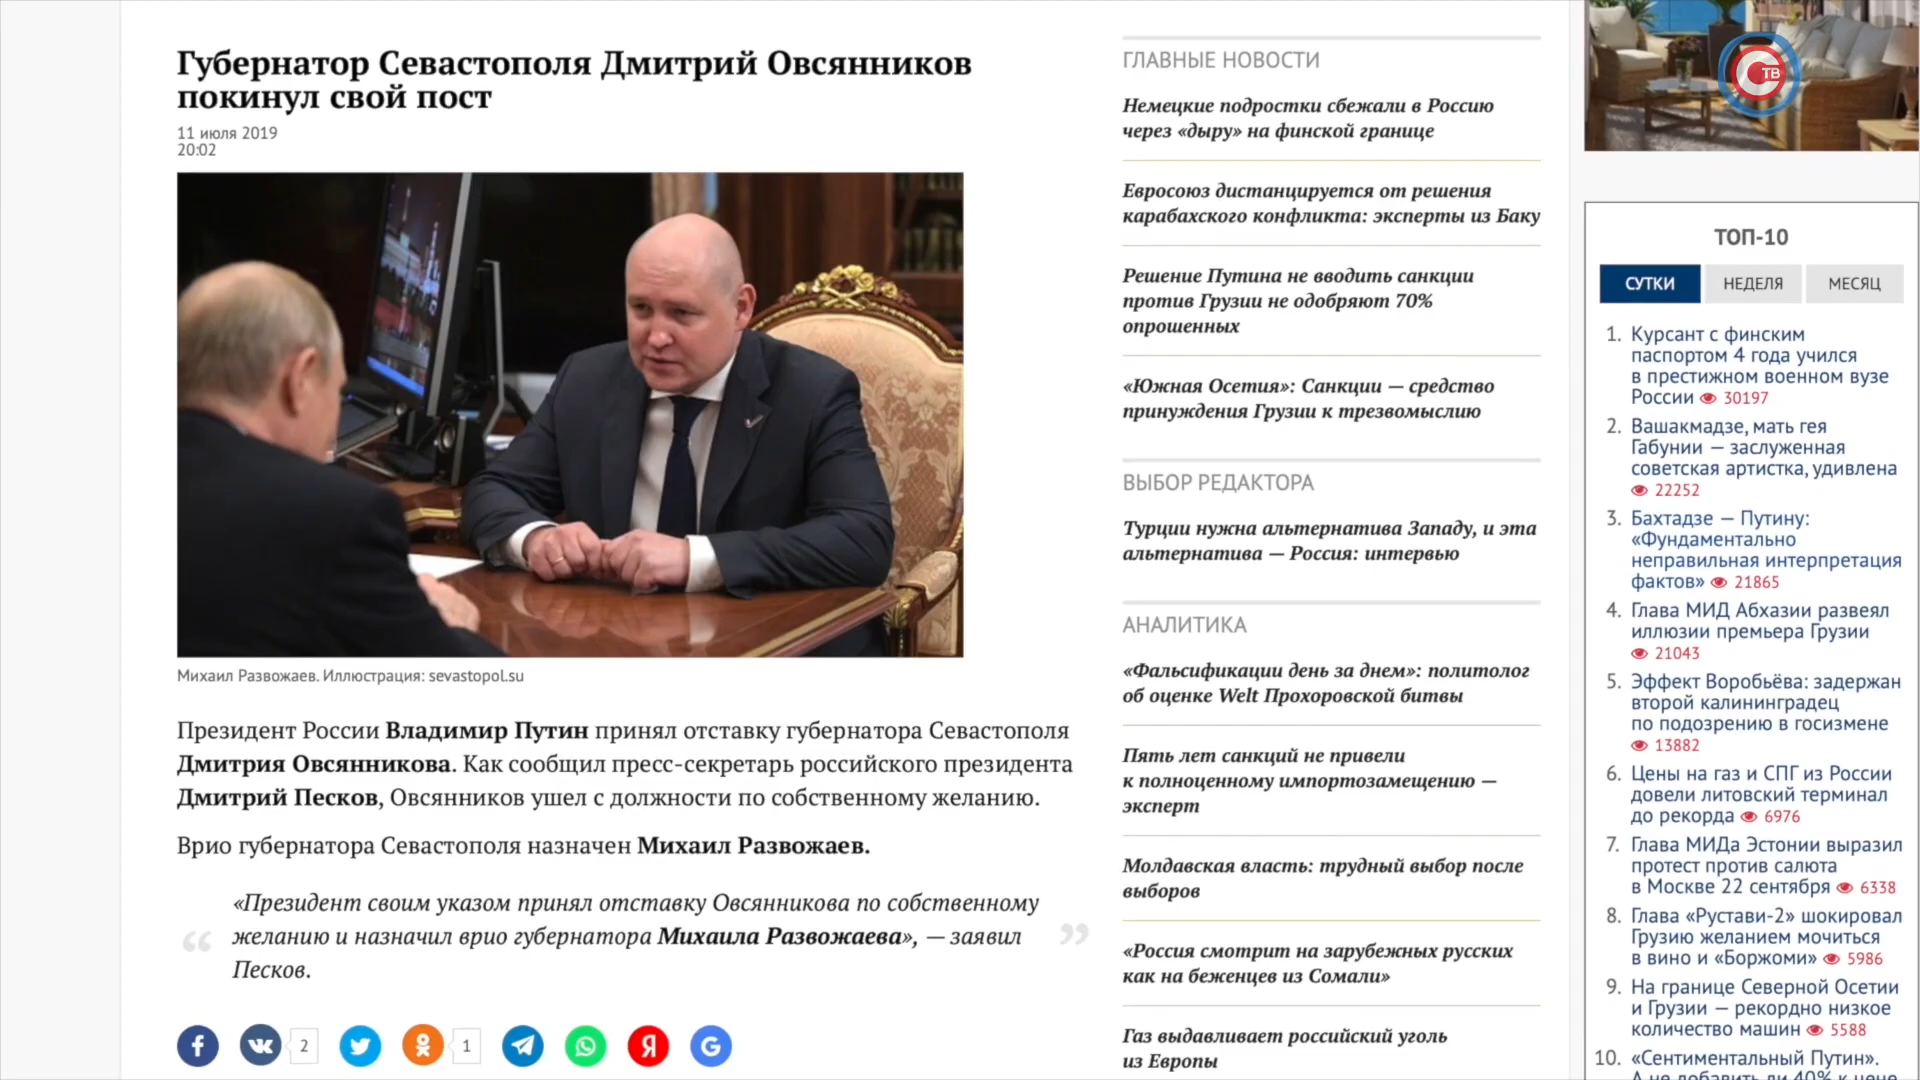 Губернатор Севастополя Дмитрий Овсянников
покинул свой пост
11 июля 2019
20:02
Михаил Развожаев. Иллюстрация: sevastopol.su
Президент России Владимир Путин принял отставку губернатора Севастополя
Дмитрия Овсянникова. Как сообщил пресс-секретарь российского президента
Дмитрий Песков, Овсянников ушел с должности по собственному желанию.
Врио губернатора Севастополя назначен Михаил Развожаев.
«Президент своим указом принял отставку Овсянникова по собственному
желанию и назначил врио губернатора Михаила Развожаева», — заявил
Песков.
2
1
ГЛАВНЫЕ НОВОСТИ
Немецкие подростки сбежали в Россию
через «дыру» на финской границе
Евросоюз дистанцируется от решения
карабахского конфликта: эксперты из Баку
Решение Путина не вводить санкции
против Грузии не одобряют 70%
опрошенных
«Южная Осетия»: Санкции — средство
принуждения Грузии к трезвомыслию
ВЫБОР РЕДАКТОРА
Турции нужна альтернатива Западу, и эта
альтернатива — Россия: интервью
АНАЛИТИКА
«Фальсификации день за днем»: политолог
об оценке Welt Прохоровской битвы
Пять лет санкций не привели
к полноценному импортозамещению —
эксперт
Молдавская власть: трудный выбор после
выборов
«Россия смотрит на зарубежных русских
как на беженцев из Сомали»
Газ выдавливает российский уголь
из Европы
СТВ
ТОП-10
СУТКИ НЕДЕЛЯ МЕСЯЦ
1. Курсант с финским
паспортом 4 года учился
в престижном военном вузе
России 30197
2. Вашакмадзе, мать гея
Габунии — заслуженная
советская артистка, удивлена
22252
3. Бахтадзе — Путину:
«Фундаментально
неправильная интерпретация
фактов» 21865
4. Глава МИД Абхазии развеял
иллюзии премьера Грузии
21043
5. Эффект Воробьёва: задержан
второй калининградец
по подозрению в госизмене
13882
6. Цены на газ и СПГ из России
довели литовский терминал
до рекорда 6976
7. Глава МИДа Эстонии выразил
протест против салюта
в Москве 22 сентября 6338
8. Глава «Рустави-2» шокировал
Грузию желанием мочиться
в вино и «Боржоми» 5986
9. На границе Северной Осетии
и Грузии — рекордно низкое
количество машин 5588
10. «Сентиментальный Путин».
А не добавить ли 40% к цене